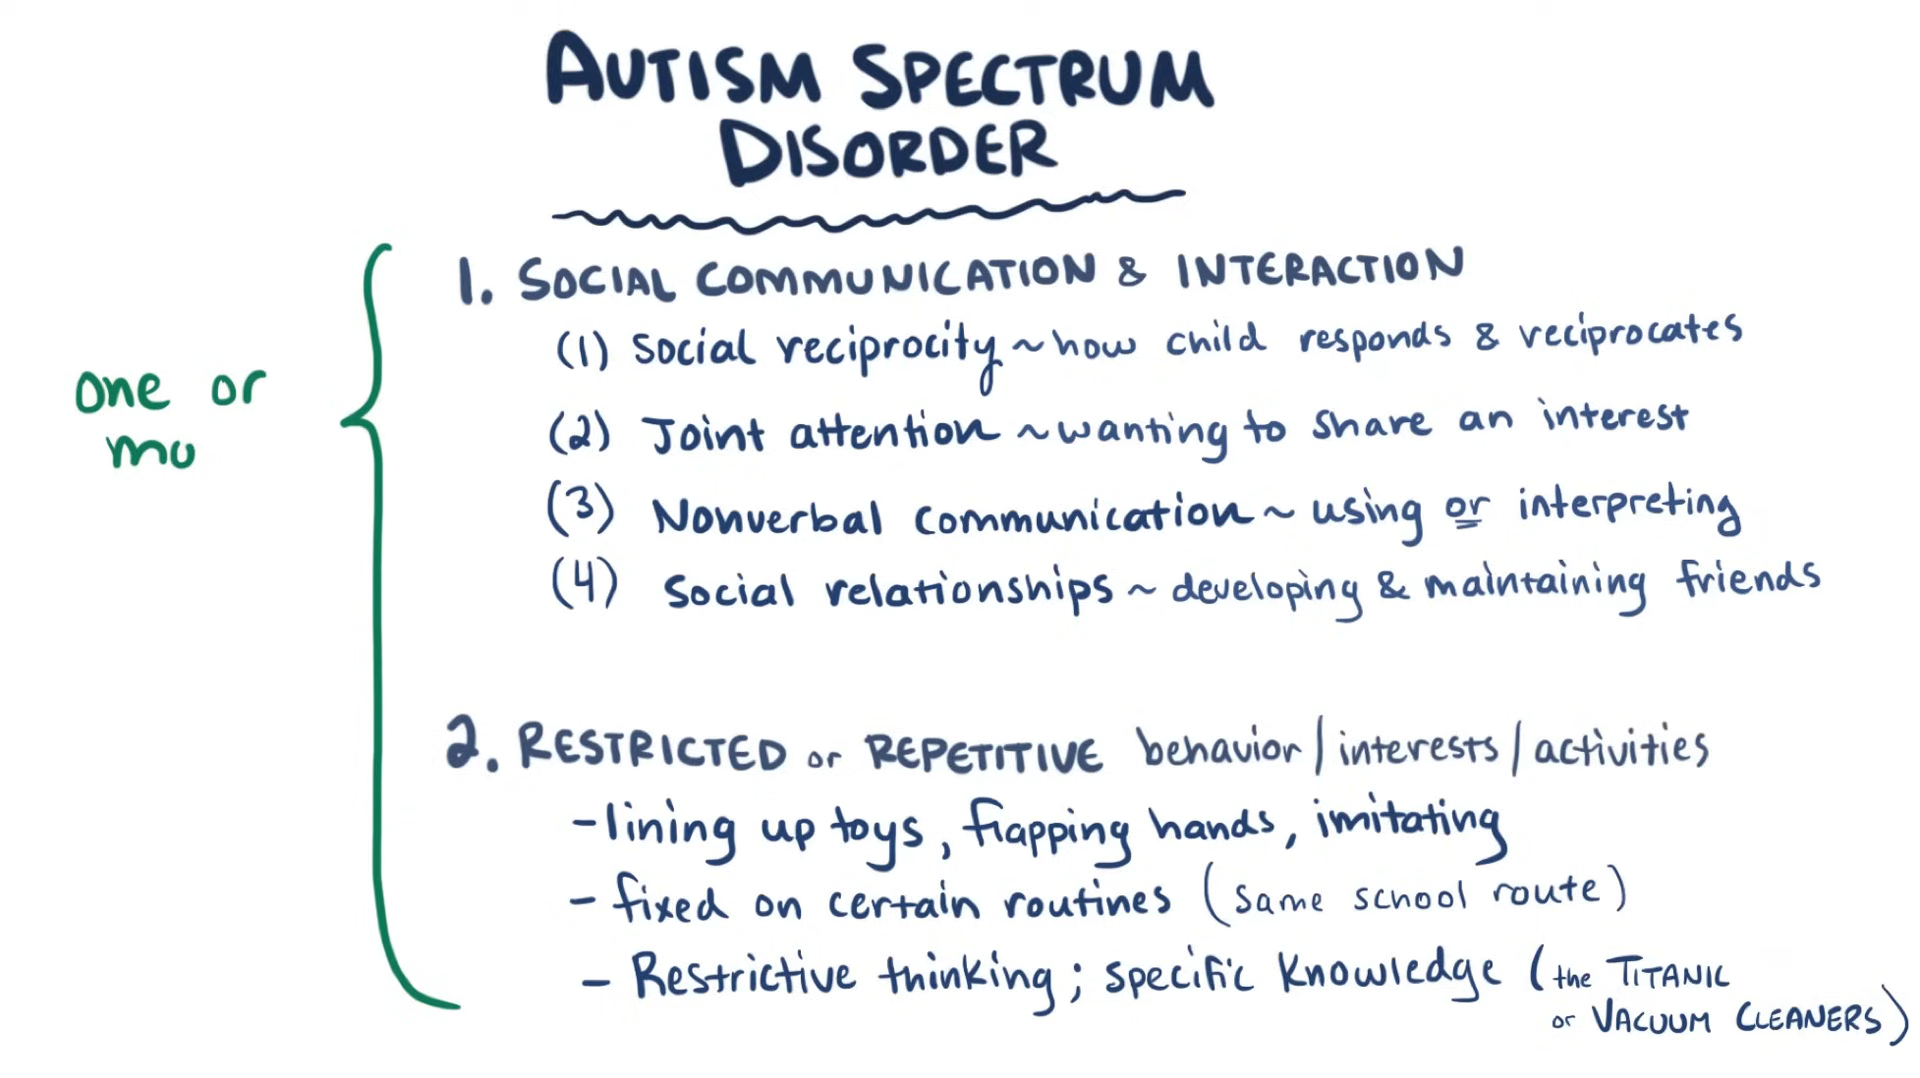 AUTISM SPECTRUM
DISORDER
one or
mu
1. SOCIAL COMMUNICATION & INTERACTION
(1) Social reciprocity ~ how child responds & reciprocates
(2) Joint attention ~ wanting to share an interest
(3) Nonverbal communication ~ using or interpreting
(4) Social relationships ~ developing & maintaining friends
2. RESTRICTED or REPETITIVE behavior / interests / activities
- lining up toys, flapping hands, imitating
- fixed on certain routines (same school route)
- Restrictive thinking; specific knowledge (the TITANIC
or VACUUM CLEANERS)